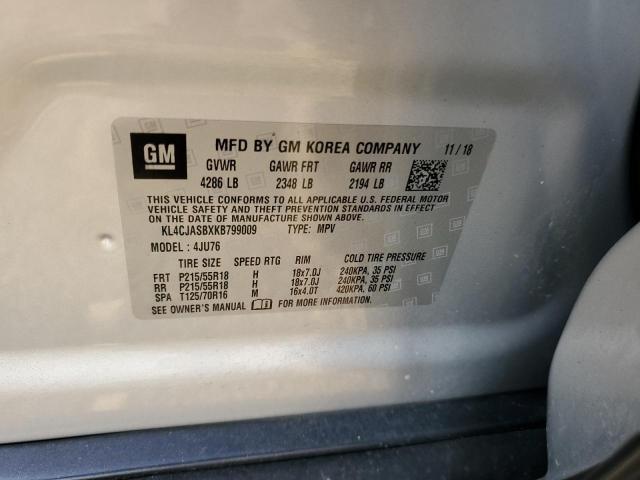 GM
MFD BY GM KOREA COMPANY 11/18
GVWR GAWR FRT GAWR RR
4286 LB 2348 LB 2194 LB
THIS VEHICLE CONFORMS TO ALL APPLICABLE U.S. FEDERAL MOTOR
VEHICLE SAFETY AND THEFT PREVENTION STANDARDS IN EFFECT
ON THE DATE OF MANUFACTURE SHOWN ABOVE.
KL4CJASBXKB799009 TYPE: MPV
MODEL: 4JU76
TIRE SIZE SPEED RTG RIM COLD TIRE PRESSURE
FRT P215/55R18 H 18x7.0J 240KPA, 35 PSI
RR P215/55R18 H 18x7.0J 240KPA, 35 PSI
SPA T125/70R16 M 16x4.0T 420KPA, 60 PSI
SEE OWNER'S MANUAL FOR MORE INFORMATION.